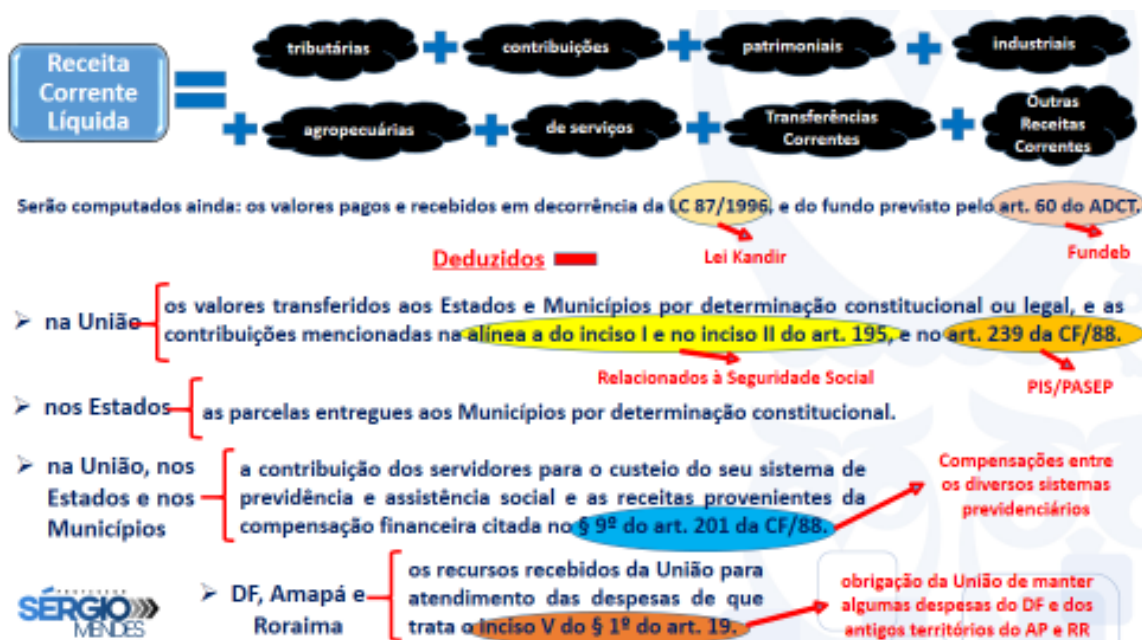 Receita
Corrente
Líquida
tributárias
contribuições
patrimoniais
industriais
agropecuárias
de serviços
Transferências
Correntes
Outras
Receitas
Correntes
Serão computados ainda: os valores pagos e recebidos em decorrência da LC 87/1996, e do fundo previsto pelo art. 60 do ADCT.
Lei Kandir
Fundeb
Deduzidos
➢ na União
os valores transferidos aos Estados e Municípios por determinação constitucional ou legal, e as
contribuições mencionadas na alínea a do inciso I e no inciso II do art. 195, e no art. 239 da CF/88.
Relacionados à Seguridade Social
PIS/PASEP
➢ nos Estados
as parcelas entregues aos Municípios por determinação constitucional.
➢ na União, nos
Estados e nos
Municípios
a contribuição dos servidores para o custeio do seu sistema de
previdência e assistência social e as receitas provenientes da
compensação financeira citada no § 9º do art. 201 da CF/88.
Compensações entre
os diversos sistemas
previdenciários
➢ DF, Amapá e
Roraima
os recursos recebidos da União para
atendimento das despesas de que
trata o inciso V do § 1º do art. 19.
obrigação da União de manter
algumas despesas do DF e dos
antigos territórios do AP e RR
PROFESSOR
SÉRGIO
MENDES